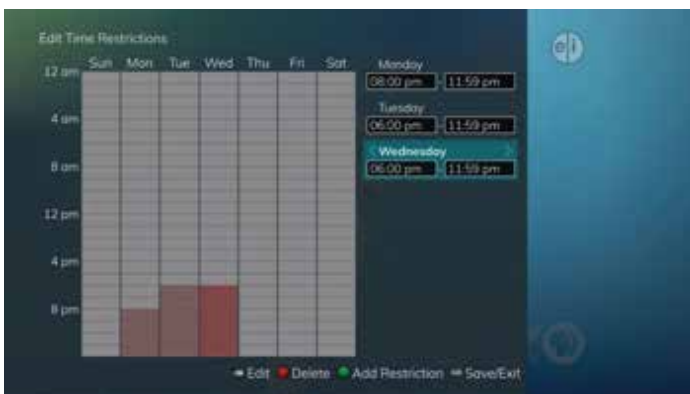 Edit Time Restrictions
e/i
Sun Mon Tue Wed Thu Fri Sat
12 am
4 am
8 am
12 pm
4 pm
8 pm
Monday
08:00 pm - 11:59 pm
Tuesday
06:00 pm - 11:59 pm
< Wednesday >
06:00 pm - 11:59 pm
Edit Delete Add Restriction Save/Exit